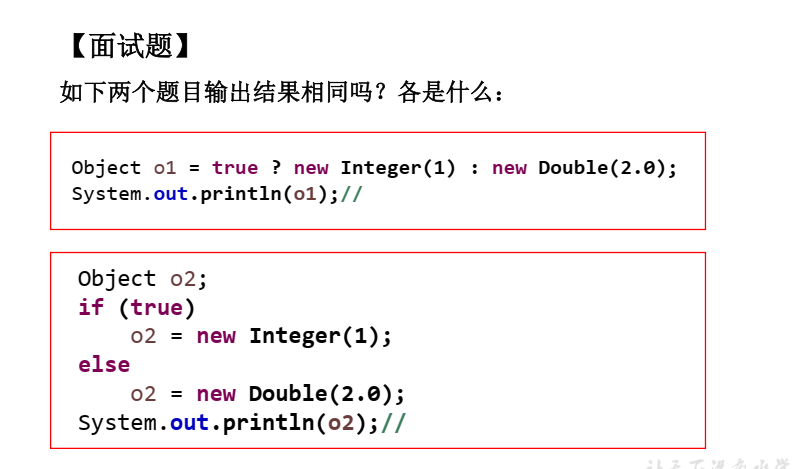 【面试题】
如下两个题目输出结果相同吗？各是什么：
Object o1 = true ? new Integer(1) : new Double(2.0);
System.out.println(o1);//
Object o2;
if (true)
    o2 = new Integer(1);
else
    o2 = new Double(2.0);
System.out.println(o2);//